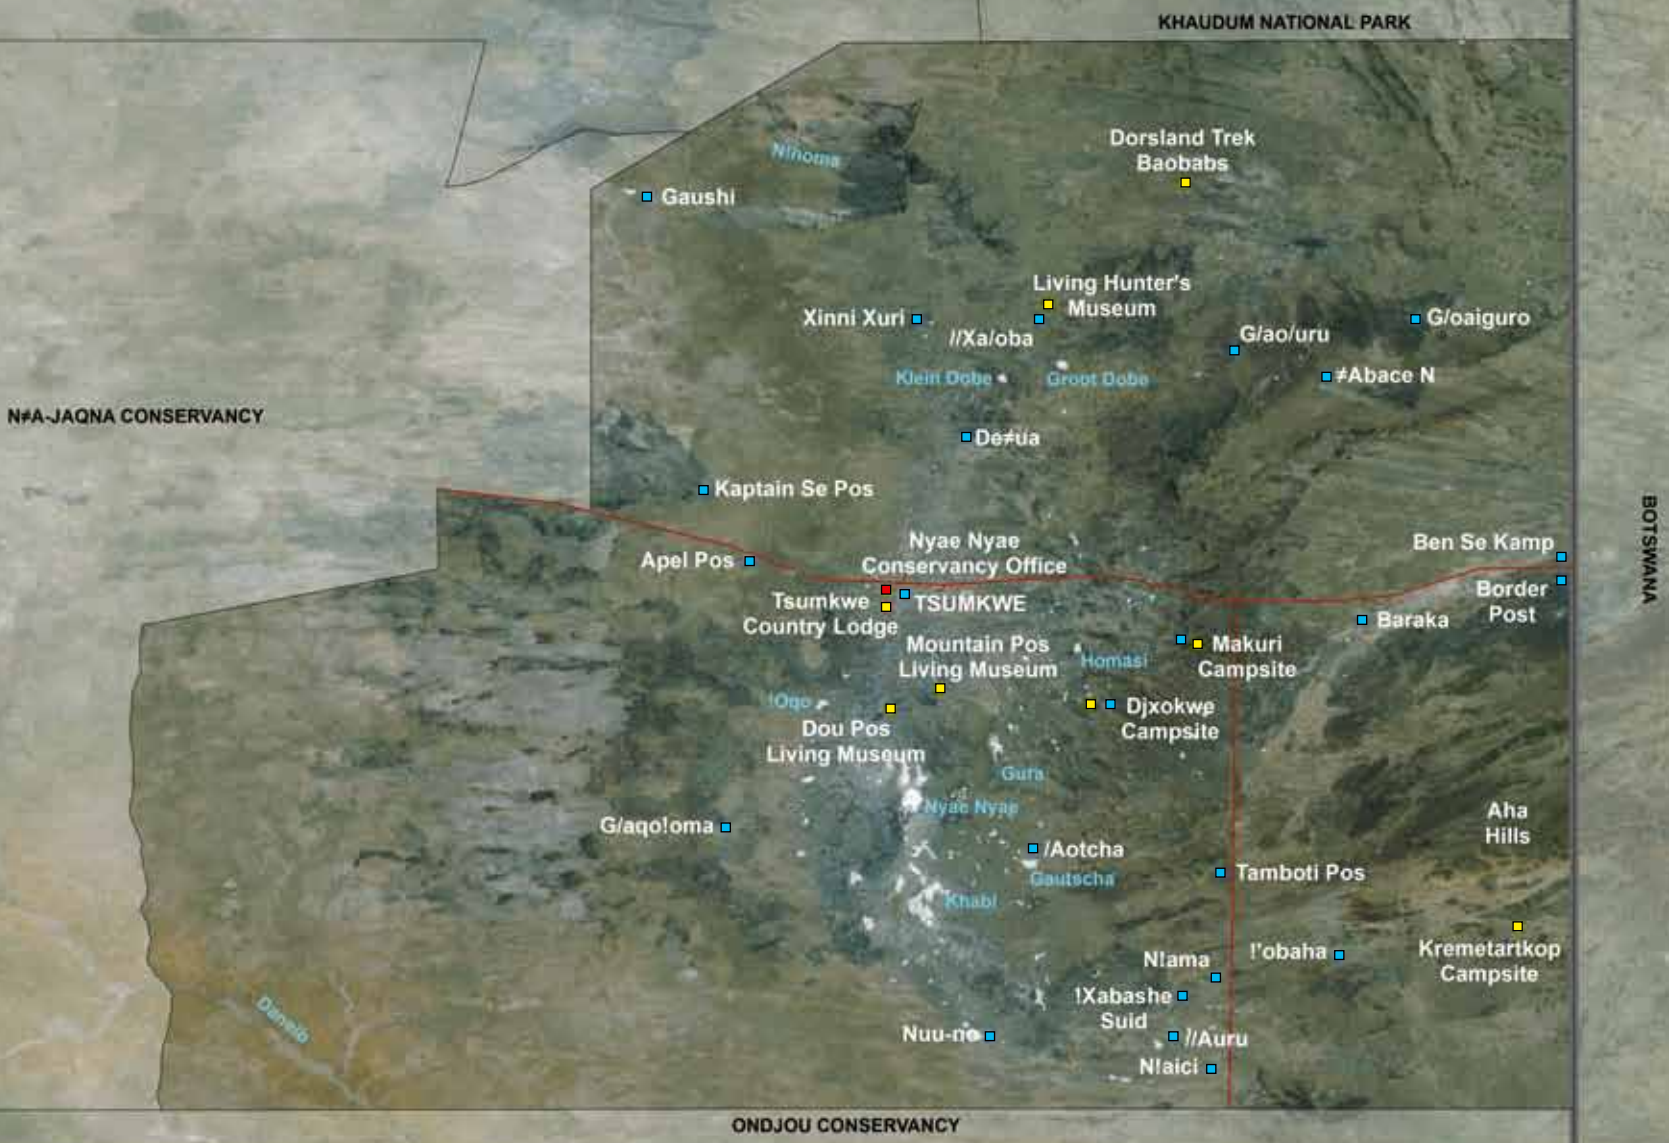 KHAUDUM NATIONAL PARK
Dorsland Trek
Baobabs
N!homa
Gaushi
Living Hunter's
Museum
Xinni Xuri
//Xa/oba
G/ao/uru
G/oaiguro
Klein Dobe
Groot Dobe
≠Abace N
N≠A-JAQNA CONSERVANCY
De≠ua
Kaptain Se Pos
BOTSWANA
Nyae Nyae
Conservancy Office
Apel Pos
Ben Se Kamp
Border
Post
Tsumkwe
Country Lodge
TSUMKWE
Baraka
Mountain Pos
Living Museum
Homasi
Makuri
Campsite
!Oqo
Dou Pos
Living Museum
Djxokwe
Campsite
Gura
Nyae Nyae
Aha
Hills
G/aqo!oma
/Aotcha
Gautscha
Tamboti Pos
Khabi
N!ama
!'obaha
Kremetartkop
Campsite
!Xabashe
Suid
Daneib
Nuu-no
//Auru
N!aici
ONDJOU CONSERVANCY